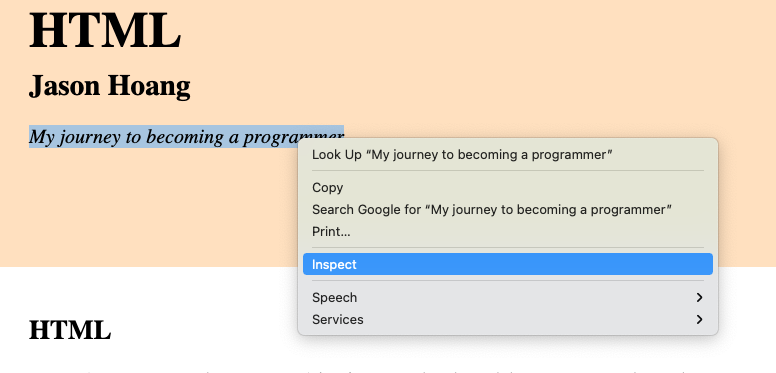 HTML
Jason Hoang
My journey to becoming a programmer
Look Up “My journey to becoming a programmer”
Copy
Search Google for “My journey to becoming a programmer”
Print...
Inspect
Speech
Services
HTML